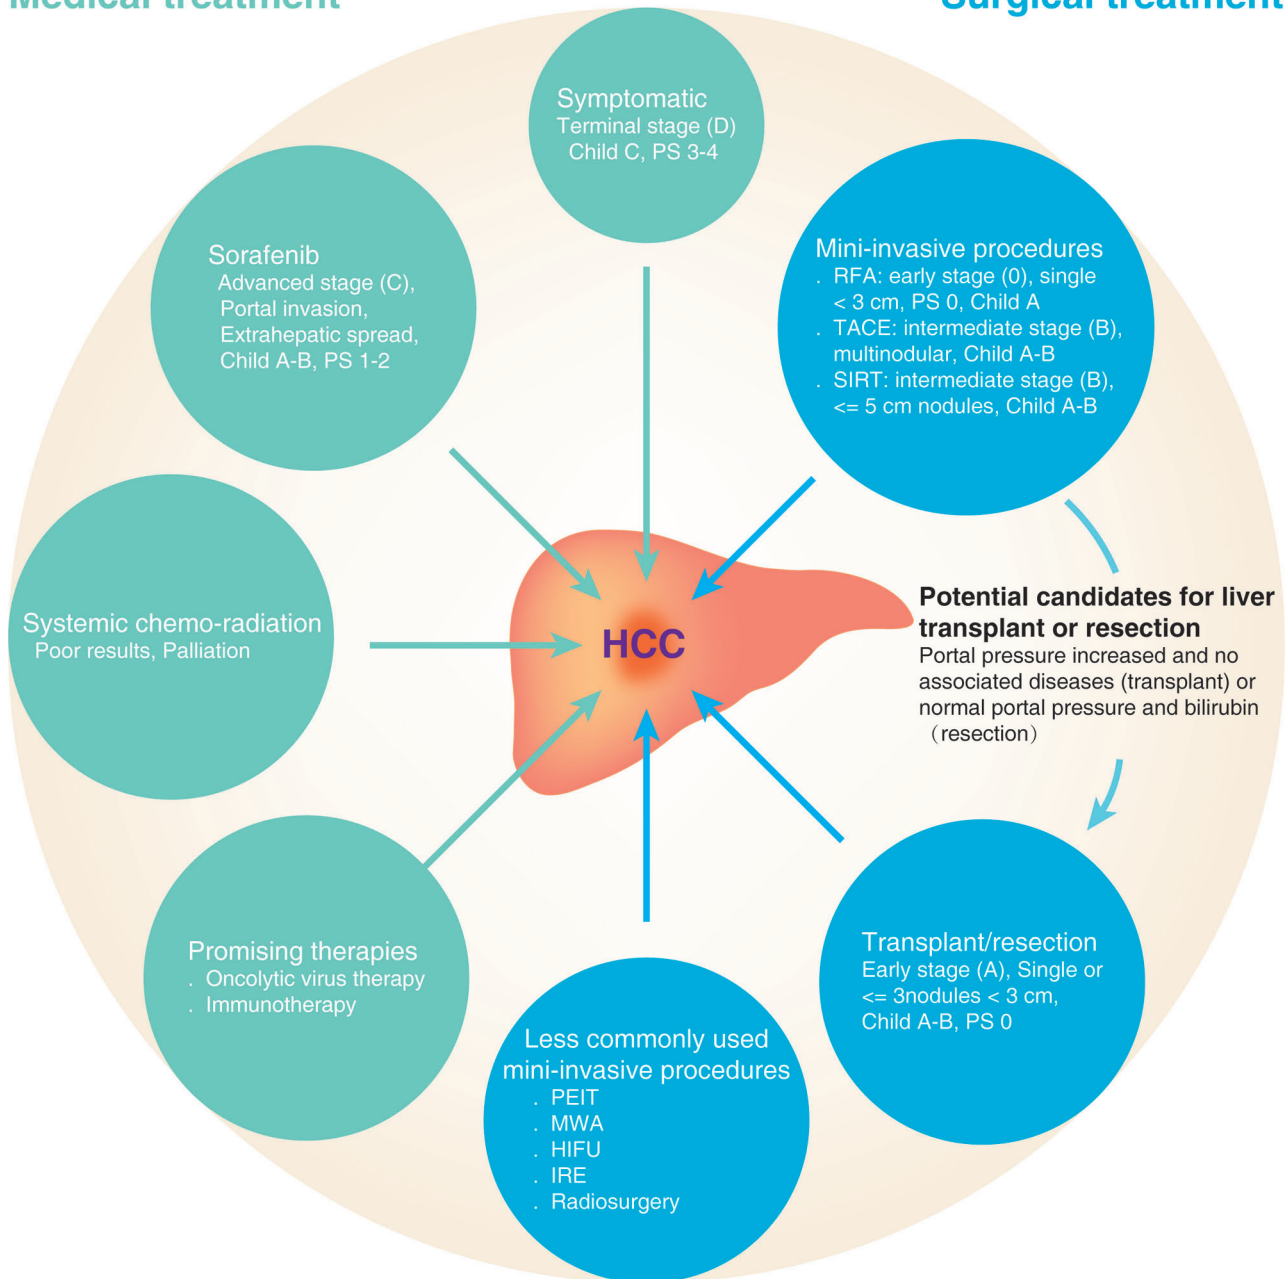 Medical treatment
Surgical treatment
Symptomatic
Terminal stage (D)
Child C, PS 3-4
Sorafenib
Advanced stage (C),
Portal invasion,
Extrahepatic spread,
Child A-B, PS 1-2
Mini-invasive procedures
. RFA: early stage (0), single
< 3 cm, PS 0, Child A
. TACE: intermediate stage (B),
multinodular, Child A-B
. SIRT: intermediate stage (B),
<= 5 cm nodules, Child A-B
Systemic chemo-radiation
Poor results, Palliation
HCC
Potential candidates for liver
transplant or resection
Portal pressure increased and no
associated diseases (transplant) or
normal portal pressure and bilirubin
（resection）
Promising therapies
. Oncolytic virus therapy
. Immunotherapy
Transplant/resection
Early stage (A), Single or
<= 3nodules < 3 cm,
Child A-B, PS 0
Less commonly used
mini-invasive procedures
. PEIT
. MWA
. HIFU
. IRE
. Radiosurgery